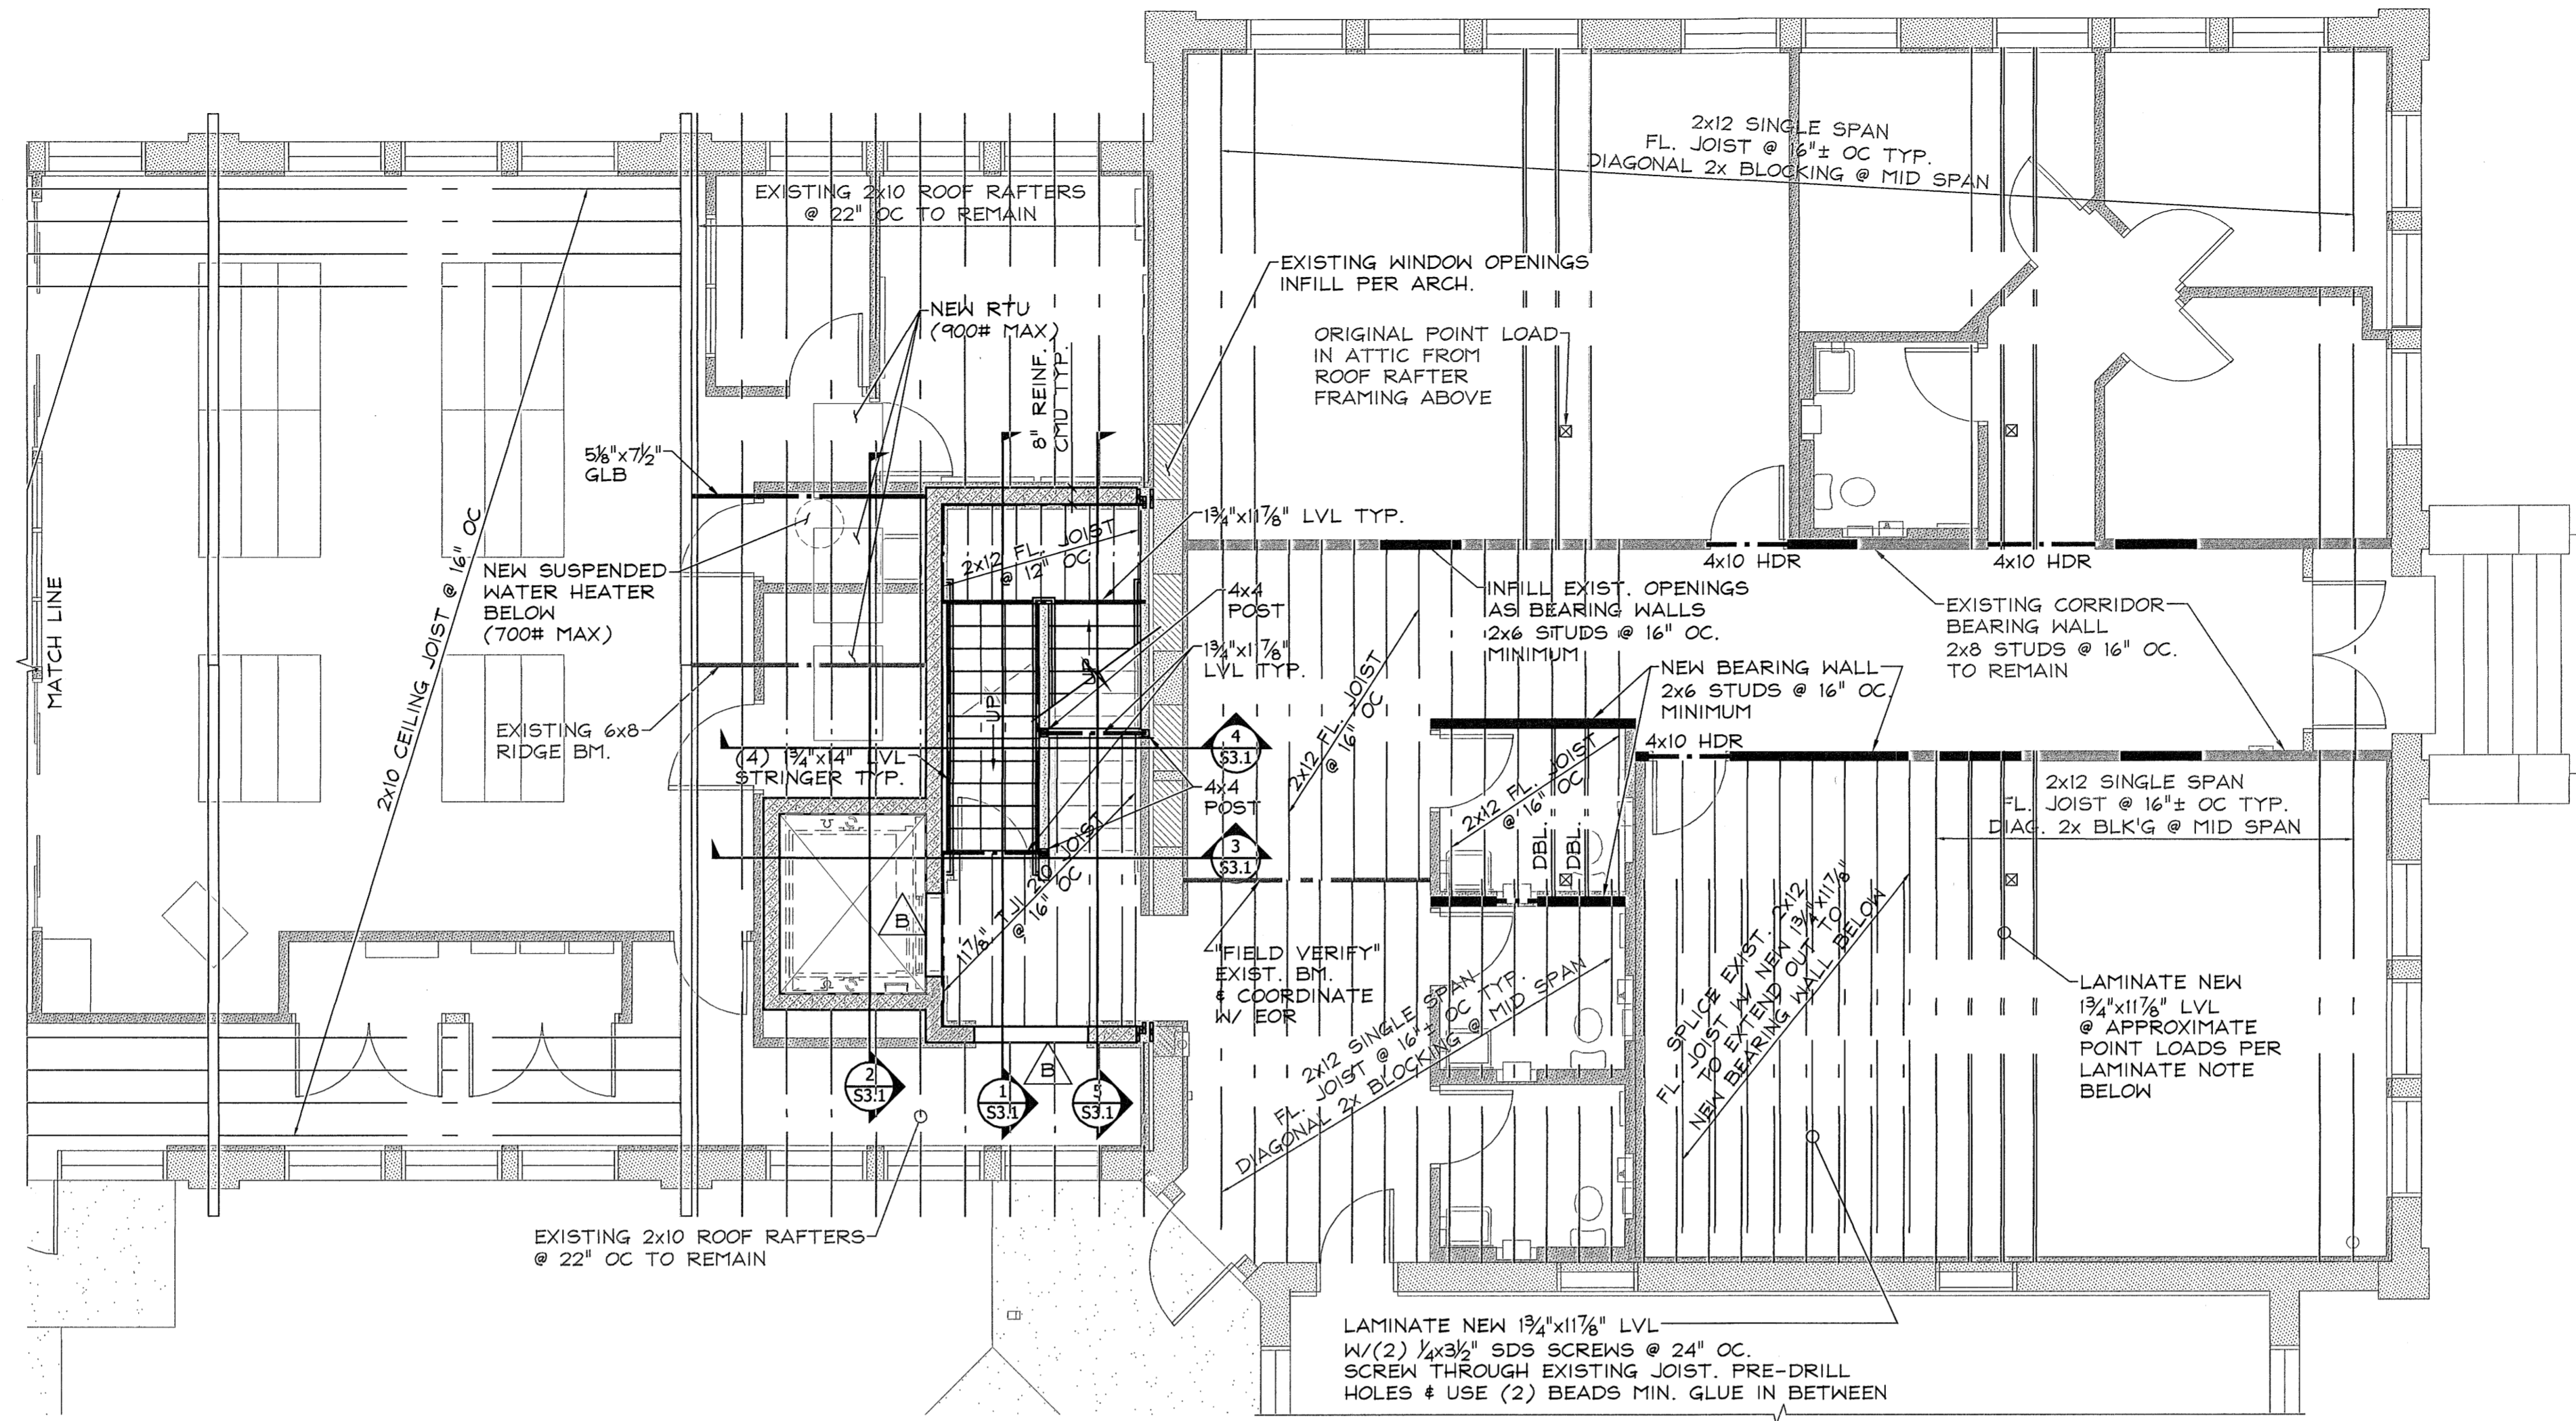 2x12 SINGLE SPAN
FL. JOIST @ 16"± OC TYP.
DIAGONAL 2x BLOCKING @ MID SPAN
EXISTING 2x10 ROOF RAFTERS
@ 22" OC TO REMAIN
EXISTING WINDOW OPENINGS
INFILL PER ARCH.
NEW RTU
(900# MAX)
ORIGINAL POINT LOAD
IN ATTIC FROM
ROOF RAFTER
FRAMING ABOVE
8" REINF.
CMU TYP.
5⅛"x7½"
GLB
1¾"x11⅞" LVL TYP.
2x12 FL. JOIST
@ 12" OC
MATCH LINE
2x10 CEILING JOIST @ 16" OC
NEW SUSPENDED
WATER HEATER
BELOW
(700# MAX)
4x4
POST
1¾"x11⅞"
LVL TYP.
4x10 HDR
4x10 HDR
INFILL EXIST. OPENINGS
AS BEARING WALLS
2x6 STUDS @ 16" OC.
MINIMUM
EXISTING CORRIDOR
BEARING WALL
2x8 STUDS @ 16" OC.
TO REMAIN
NEW BEARING WALL
2x6 STUDS @ 16" OC.
MINIMUM
UP
EXISTING 6x8
RIDGE BM.
(4) 1¾"x14" LVL
STRINGER TYP.
4
S3.1
2x12 FL. JOIST
@ 16" OC
4x10 HDR
2x12 FL. JOIST
@ 16" OC
4x4
POST
2x12 SINGLE SPAN
FL. JOIST @ 16"± OC TYP.
DIAG. 2x BLK'G @ MID SPAN
3
S3.1
DBL.
DBL.
B
11⅞" TJI 210 JOIST
@ 16" OC
"FIELD VERIFY"
EXIST. BM.
& COORDINATE
W/ EOR
2x12 SINGLE SPAN
FL. JOIST @ 16"± OC TYP.
DIAGONAL 2x BLOCKING @ MID SPAN
SPLICE EXIST. 2x12
FL. JOIST W/ NEW 1¾"x11⅞"
TO EXTEND OUT TO
NEW BEARING WALL BELOW
LAMINATE NEW
1¾"x11⅞" LVL
@ APPROXIMATE
POINT LOADS PER
LAMINATE NOTE
BELOW
2
S3.1
1
S3.1
B
5
S3.1
EXISTING 2x10 ROOF RAFTERS
@ 22" OC TO REMAIN
LAMINATE NEW 1¾"x11⅞" LVL
W/(2) ¼x3½" SDS SCREWS @ 24" OC.
SCREW THROUGH EXISTING JOIST. PRE-DRILL
HOLES & USE (2) BEADS MIN. GLUE IN BETWEEN